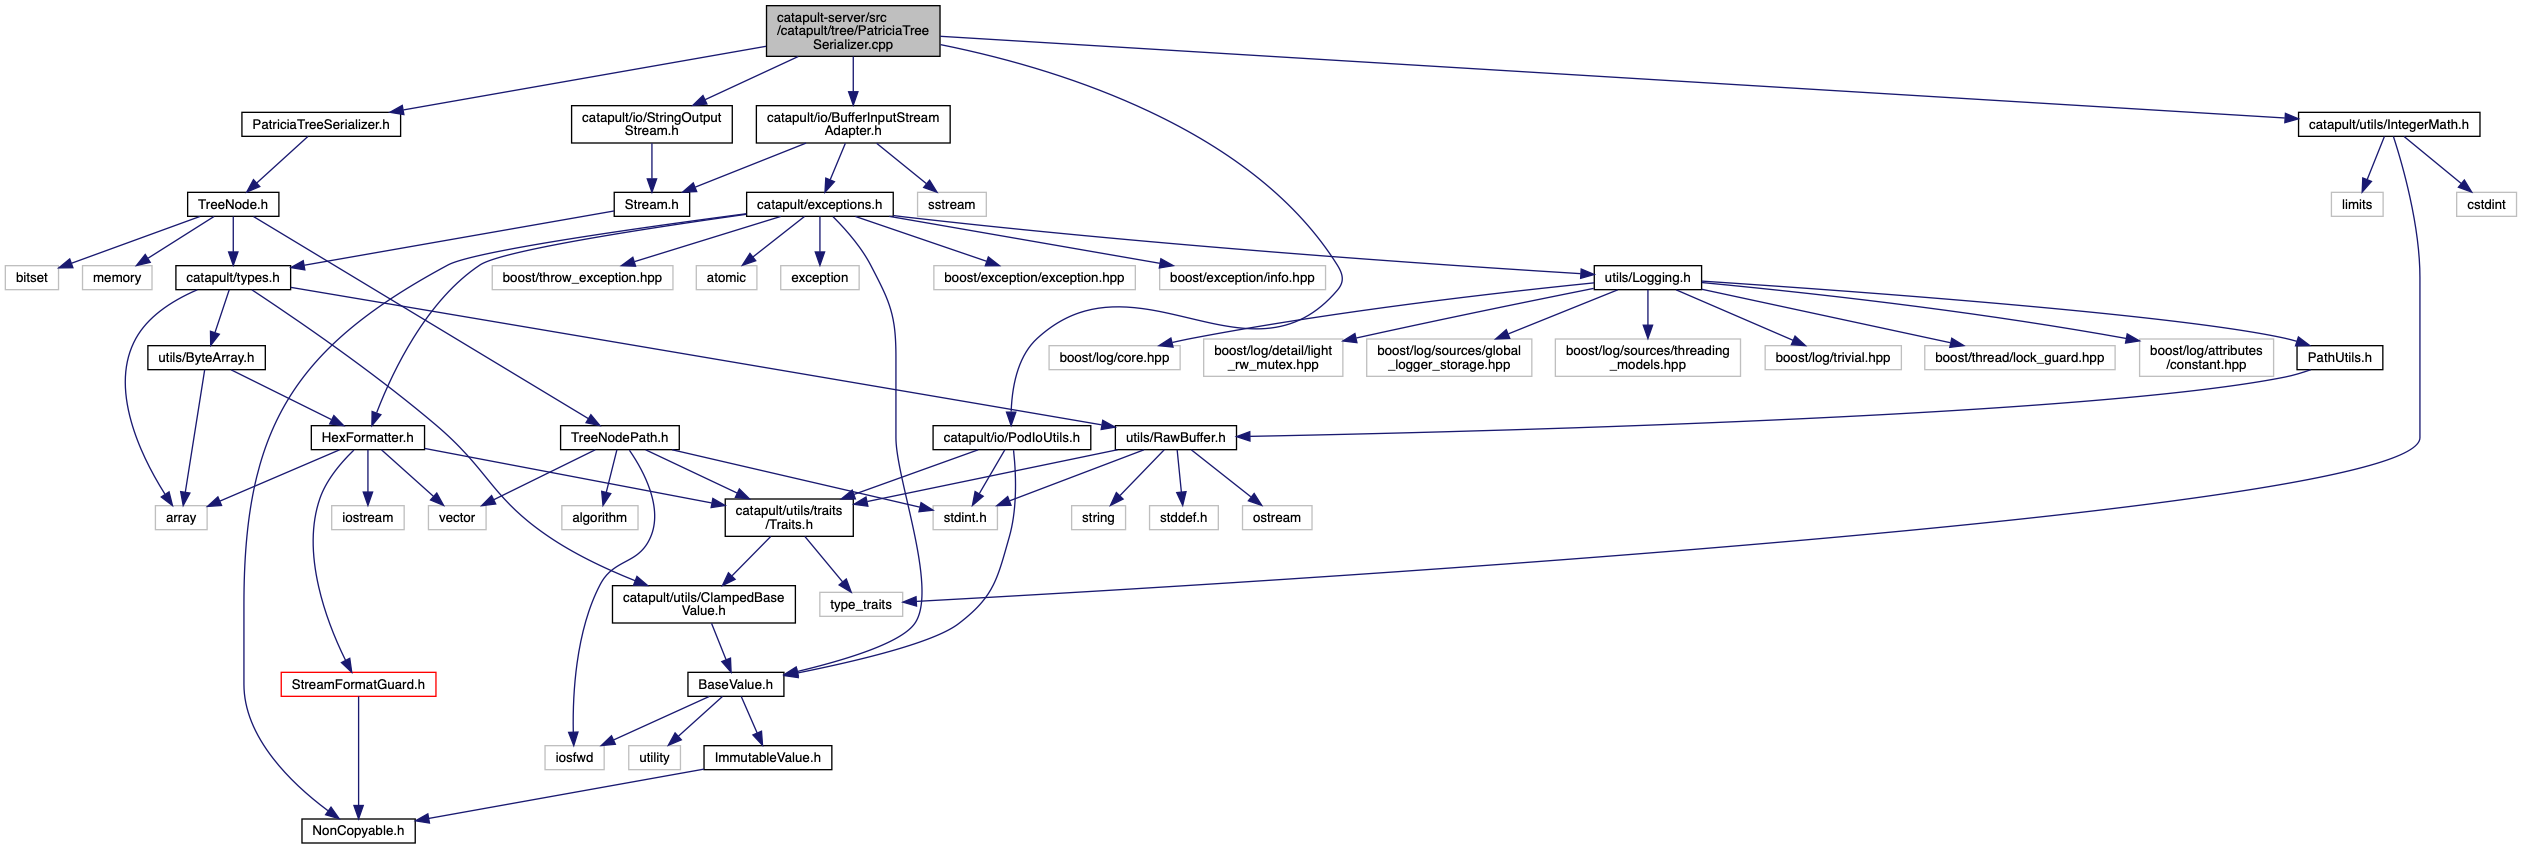 catapult-server/src
/catapult/tree/PatriciaTree
Serializer.cpp
PatriciaTreeSerializer.h
catapult/io/StringOutput
Stream.h
catapult/io/BufferInputStream
Adapter.h
catapult/utils/IntegerMath.h
TreeNode.h
Stream.h
catapult/exceptions.h
sstream
limits
cstdint
bitset
memory
catapult/types.h
boost/throw_exception.hpp
atomic
exception
boost/exception/exception.hpp
boost/exception/info.hpp
utils/Logging.h
utils/ByteArray.h
boost/log/core.hpp
boost/log/detail/light
_rw_mutex.hpp
boost/log/sources/global
_logger_storage.hpp
boost/log/sources/threading
_models.hpp
boost/log/trivial.hpp
boost/thread/lock_guard.hpp
boost/log/attributes
/constant.hpp
PathUtils.h
HexFormatter.h
TreeNodePath.h
catapult/io/PodIoUtils.h
utils/RawBuffer.h
array
iostream
vector
algorithm
catapult/utils/traits
/Traits.h
stdint.h
string
stddef.h
ostream
catapult/utils/ClampedBase
Value.h
type_traits
StreamFormatGuard.h
BaseValue.h
iosfwd
utility
ImmutableValue.h
NonCopyable.h